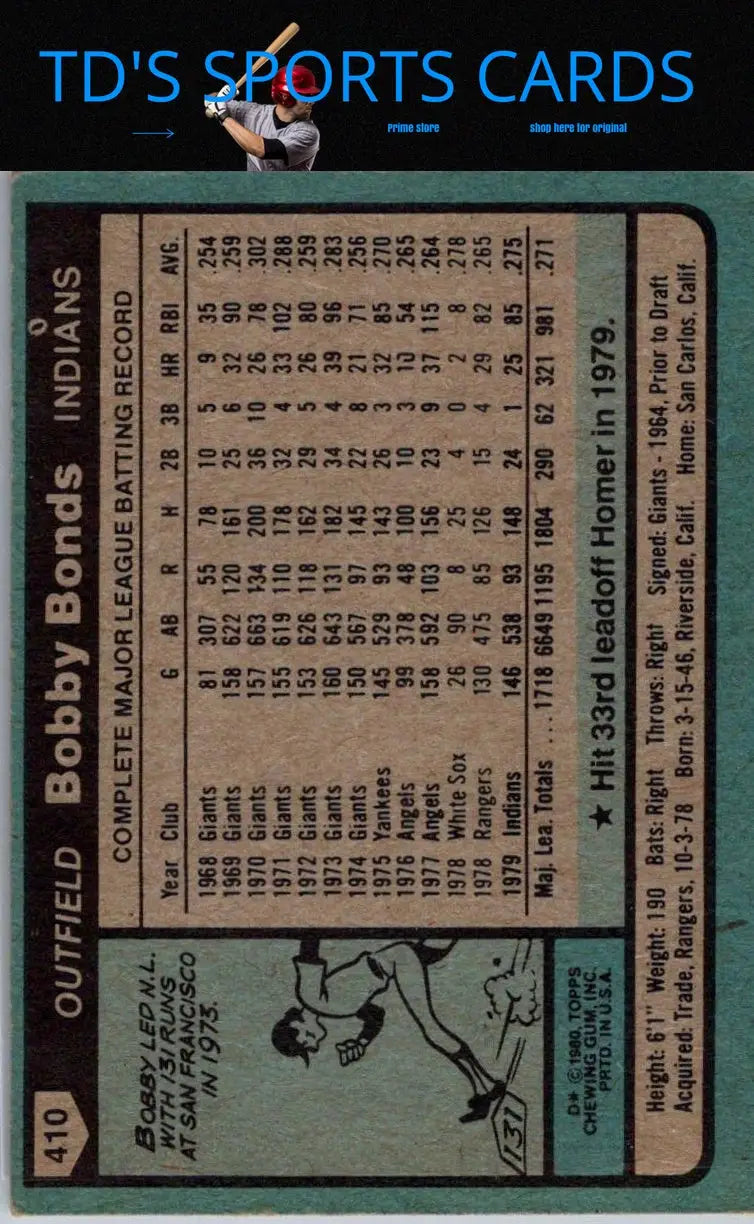 TD'S SPORTS CARDS
Prime store
shop here for original
410
OUTFIELD Bobby Bonds INDIANS
COMPLETE MAJOR LEAGUE BATTING RECORD
Year Club G AB R H 2B 3B HR RBI AVG.
1968 Giants 81 307 55 78 10 5 9 35 .254
1969 Giants 158 622 120 161 25 6 32 90 .259
1970 Giants 157 663 134 200 36 10 26 78 .302
1971 Giants 155 619 110 178 32 4 33 102 .288
1972 Giants 153 626 118 162 29 5 26 80 .259
1973 Giants 160 643 131 182 34 4 39 96 .283
1974 Giants 150 567 97 145 22 8 21 71 .256
1975 Yankees 145 529 93 143 26 3 32 85 .270
1976 Angels 99 378 48 100 10 3 10 54 .265
1977 Angels 158 592 103 156 23 9 37 115 .264
1978 White Sox 26 90 8 25 4 0 2 8 .278
1978 Rangers 130 475 85 126 15 4 29 82 .265
1979 Indians 146 538 93 148 24 1 25 85 .275
Maj. Lea. Totals ... 1718 6649 1195 1804 290 62 321 981 .271
★ Hit 33rd leadoff Homer in 1979.
BOBBY LED N.L.
WITH 131 RUNS
AT SAN FRANCISCO
IN 1973.
131
D* © 1980, TOPPS
CHEWING GUM, INC.
PRTD. IN U.S.A.
Height: 6'1" Weight: 190 Bats: Right Throws: Right Signed: Giants - 1964, Prior to Draft
Acquired: Trade, Rangers, 10-3-78 Born: 3-15-46, Riverside, Calif. Home: San Carlos, Calif.